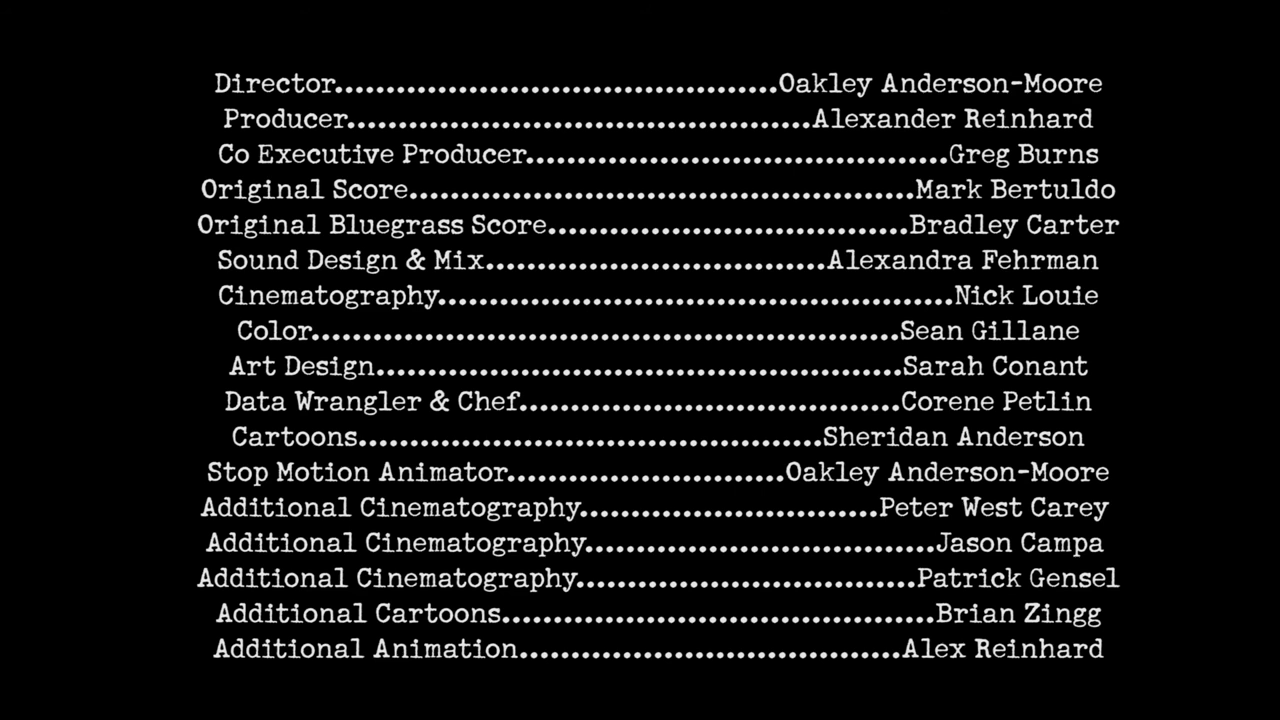 Director...........................................Oakley Anderson-Moore
Producer.............................................Alexander Reinhard
Co Executive Producer.........................................Greg Burns
Original Score.................................................Mark Bertuldo
Original Bluegrass Score...................................Bradley Carter
Sound Design & Mix.................................Alexandra Fehrman
Cinematography..................................................Nick Louie
Color.........................................................Sean Gillane
Art Design...................................................Sarah Conant
Data Wrangler & Chef.....................................Corene Petlin
Cartoons.............................................Sheridan Anderson
Stop Motion Animator...........................Oakley Anderson-Moore
Additional Cinematography.............................Peter West Carey
Additional Cinematography..................................Jason Campa
Additional Cinematography.................................Patrick Gensel
Additional Cartoons..........................................Brian Zingg
Additional Animation.....................................Alex Reinhard